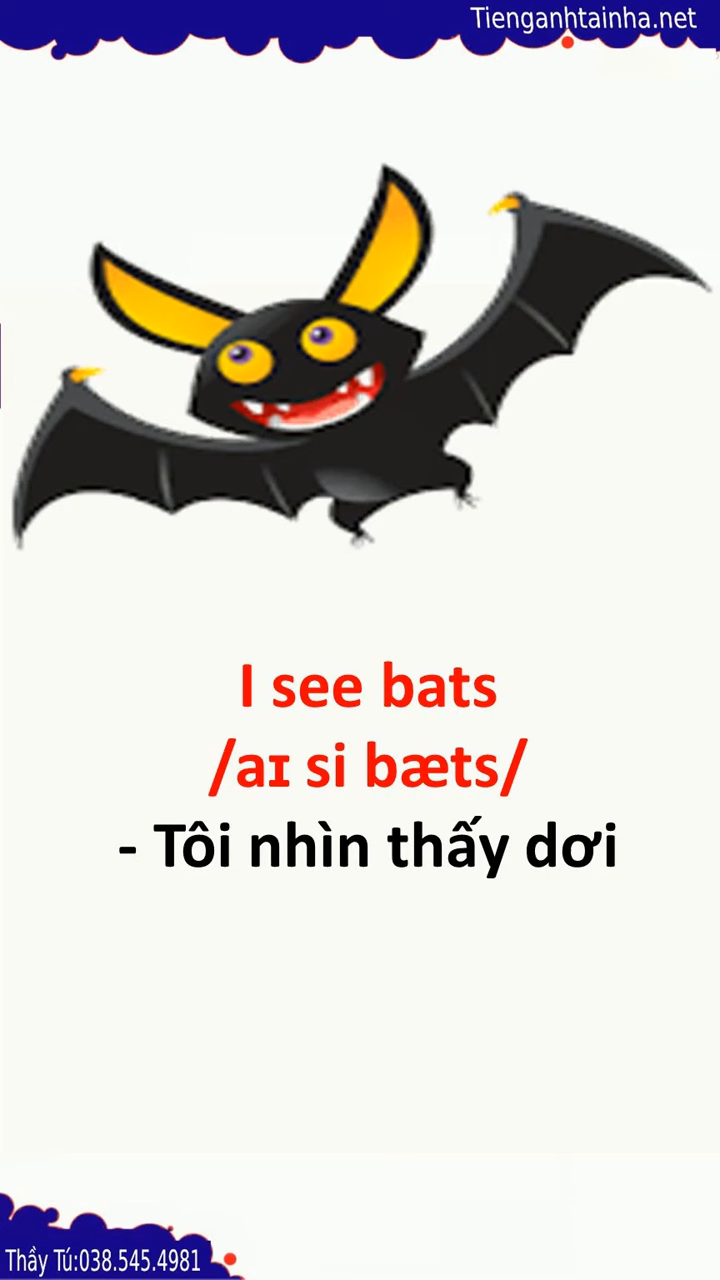 Tienganhtainha.net
I see bats
/aɪ si bæts/
- Tôi nhìn thấy dơi
Thầy Tú:038.545.4981